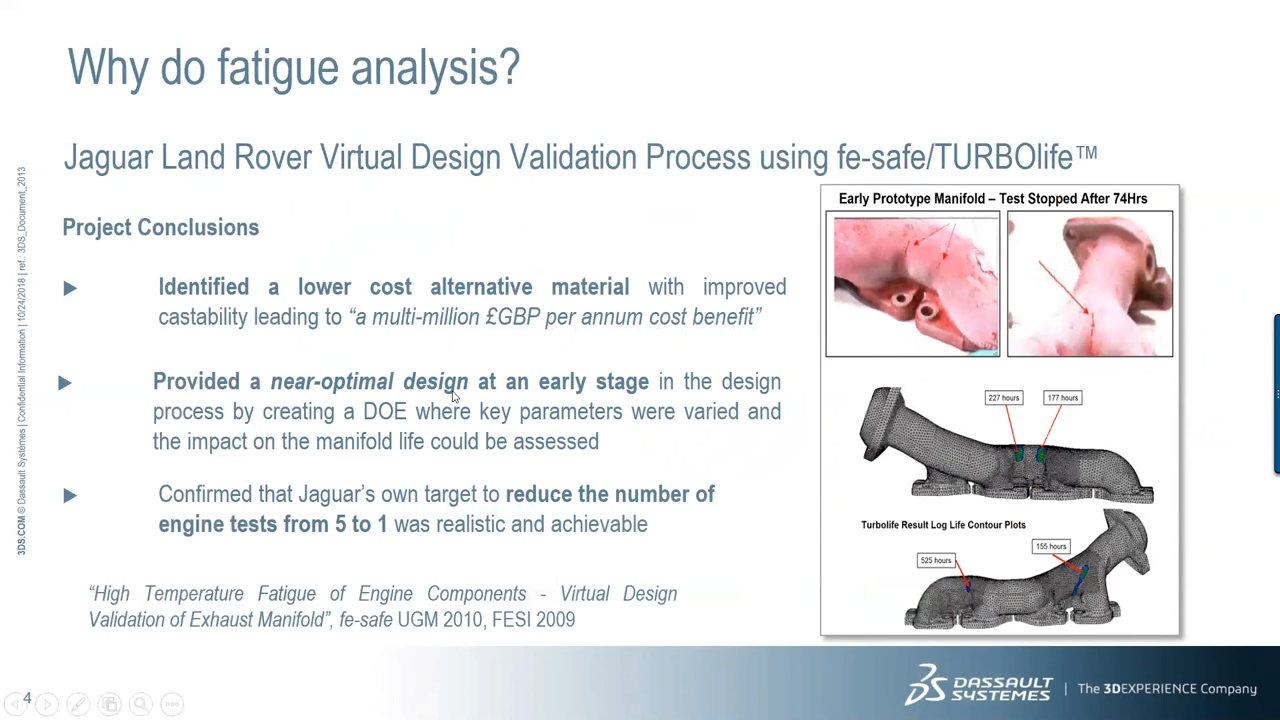 Why do fatigue analysis?
Jaguar Land Rover Virtual Design Validation Process using fe-safe/TURBOlife™
Project Conclusions
Identified a lower cost alternative material with improved
castability leading to “a multi-million £GBP per annum cost benefit”
Provided a near-optimal design at an early stage in the design
process by creating a DOE where key parameters were varied and
the impact on the manifold life could be assessed
Confirmed that Jaguar’s own target to reduce the number of
engine tests from 5 to 1 was realistic and achievable
“High Temperature Fatigue of Engine Components - Virtual Design
Validation of Exhaust Manifold”, fe-safe UGM 2010, FESI 2009
Early Prototype Manifold – Test Stopped After 74Hrs
227 hours
177 hours
Turbolife Result Log Life Contour Plots
525 hours
155 hours
3DS.COM © Dassault Systèmes | Confidential Information | 10/24/2018 | ref.: 3DS_Document_2013
4
DASSAULT
SYSTEMES
The 3DEXPERIENCE Company